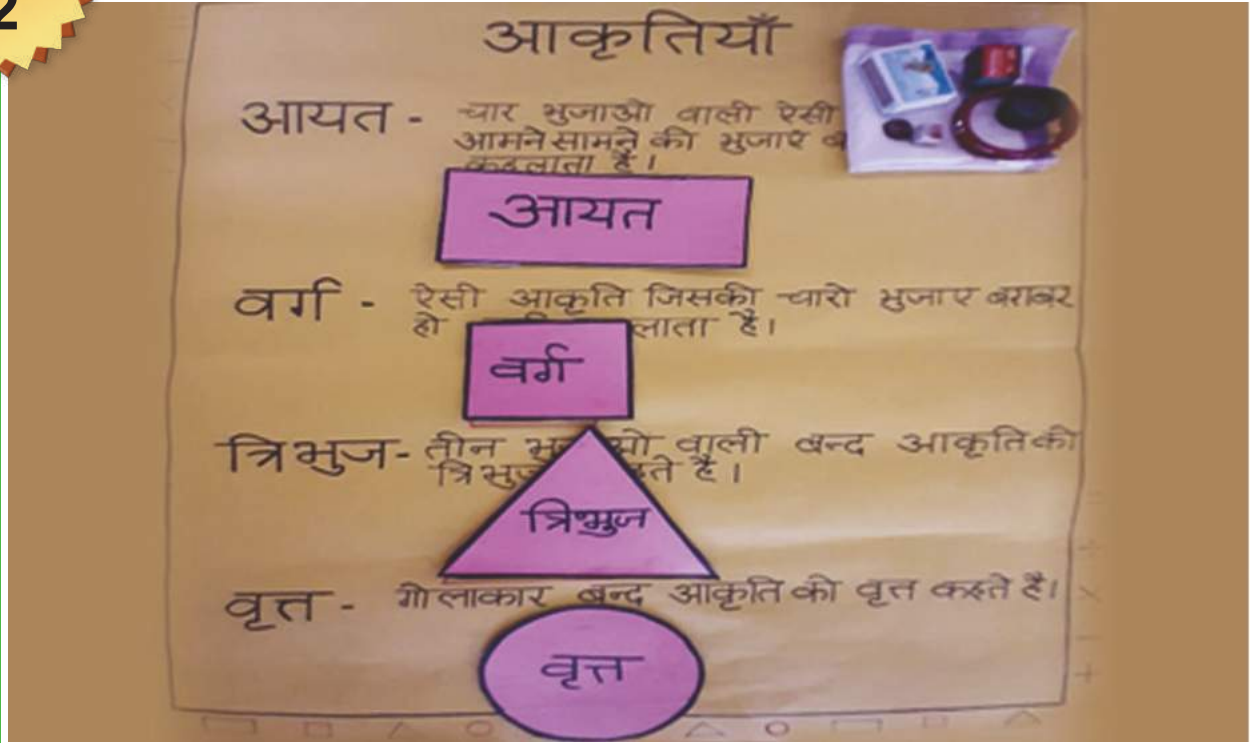 2
आकृतियाँ
आयत - चार भुजाओ वाली ऐसी
आमने सामने की भुजाए ब
कहलाता है।
आयत
वर्ग - ऐसी आकृति जिसकी चारो भुजाए बराबर
हो लाता है।
वर्ग
त्रिभुज - तीन भु ओ वाली बन्द आकृति को
त्रिभुज हते है।
त्रिभुज
वृत्त - गोलाकार बन्द आकृति को वृत्त कहते है।
वृत्त